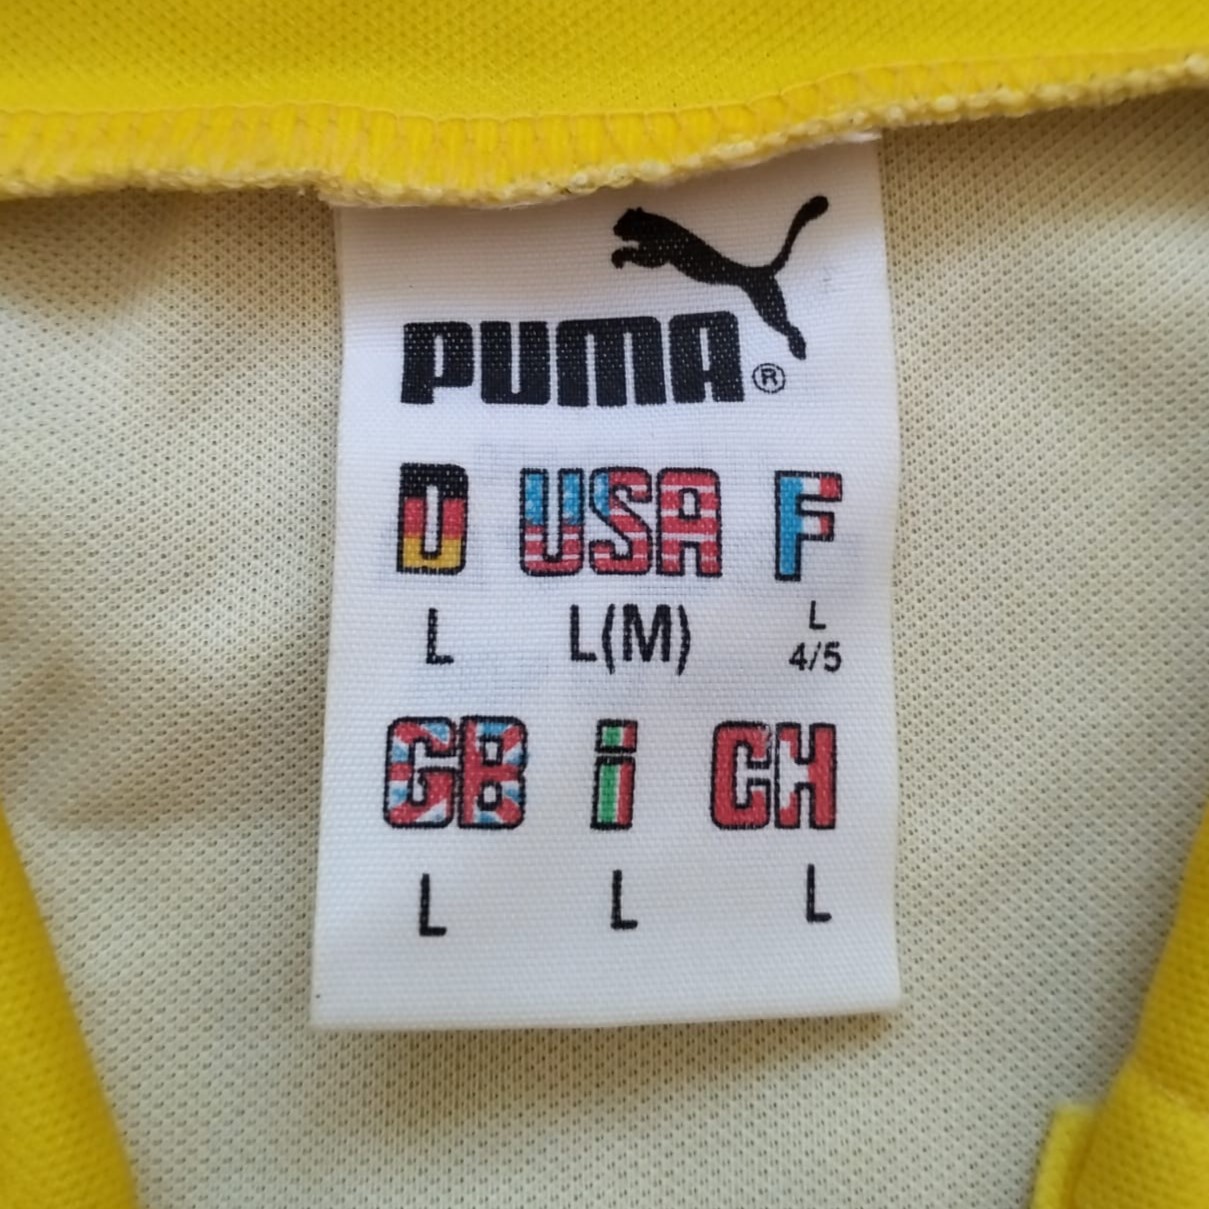 PUMA®
D USA F
L L(M) L
4/5
GB i CH
L L L